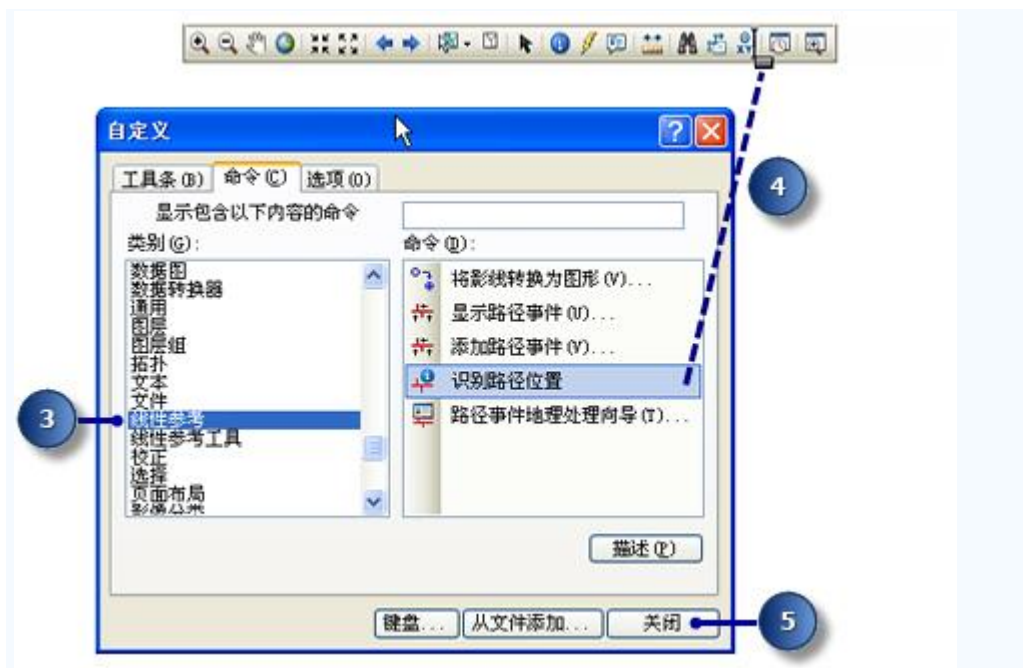 自定义
工具条(B) 命令(C) 选项(O)
显示包含以下内容的命令
类别(G):
命令(D):
数据图
数据转换器
通用
图层
图层组
拓扑
文本
文件
线性参考
线性参考工具
校正
选择
页面布局
影像分类
将影线转换为图形(V)...
显示路径事件(U)...
添加路径事件(V)...
识别路径位置
路径事件地理处理向导(T)...
描述(P)
键盘... 从文件添加... 关闭
3
4
5